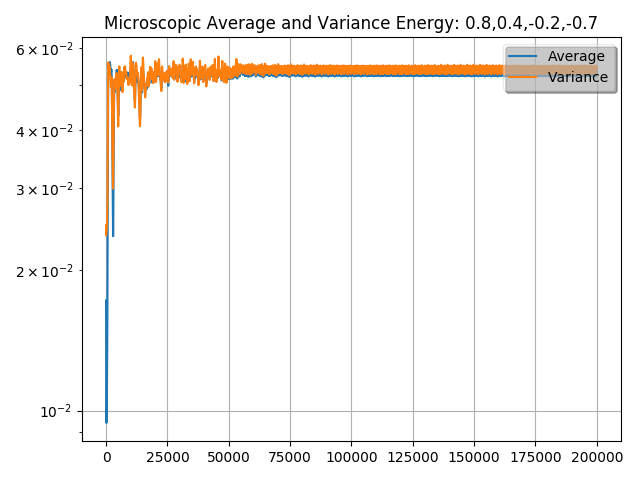 Microscopic Average and Variance Energy: 0.8,0.4,-0.2,-0.7
6 × 10⁻²
4 × 10⁻²
3 × 10⁻²
2 × 10⁻²
10⁻²
Average
Variance
0 25000 50000 75000 100000 125000 150000 175000 200000